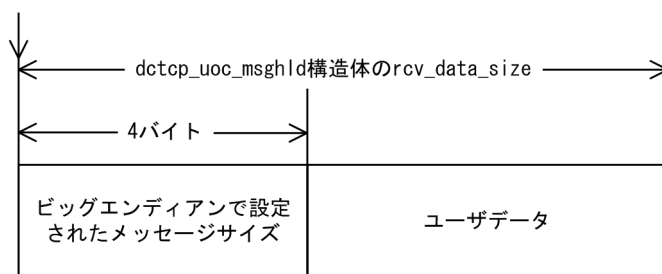 dctcp_uoc_msghld構造体のrcv_data_size
4バイト
ビッグエンディアンで設定
されたメッセージサイズ
ユーザデータ